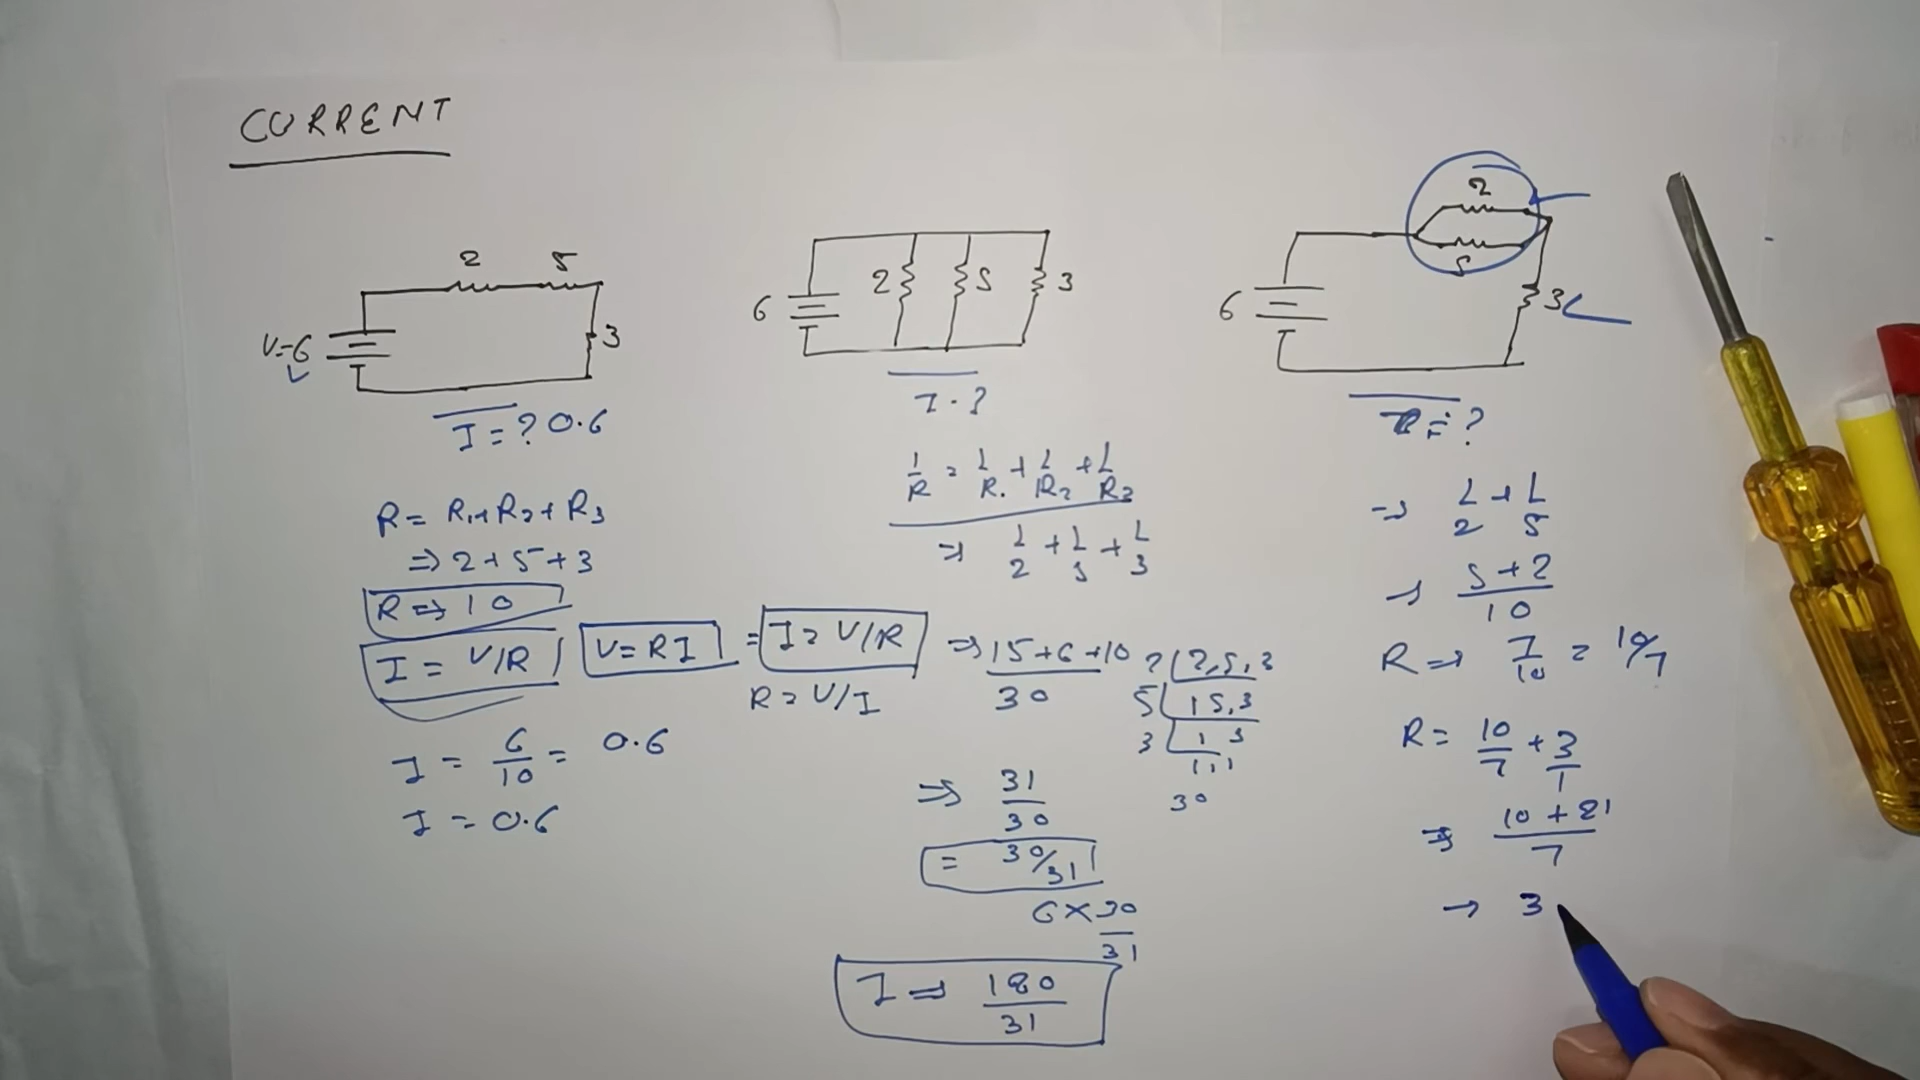 CURRENT
2 5
V=6
3
I = ? 0.6
R = R1+R2+R3
=> 2+5+3
R => 10
I = V/R
V=RI
= I = V/R
R = V/I
I = 6/10 = 0.6
I = 0.6
6
2 5 3
I = ?
1/R = 1/R1 + 1/R2 + 1/R3
=> 1/2 + 1/5 + 1/3
=> 15+6+10/30
2 2,5,3
5 1 5,3
3 1 3
1,1
30
=> 31/30
= 30/31
6 × 30/31
I => 180/31
2
5
6
3
= ?
=> 1/2 + 1/5
=> 5+2/10
R => 7/10 = 10/7
R = 10/7 + 3/1
=> 10+21/7
-> 3